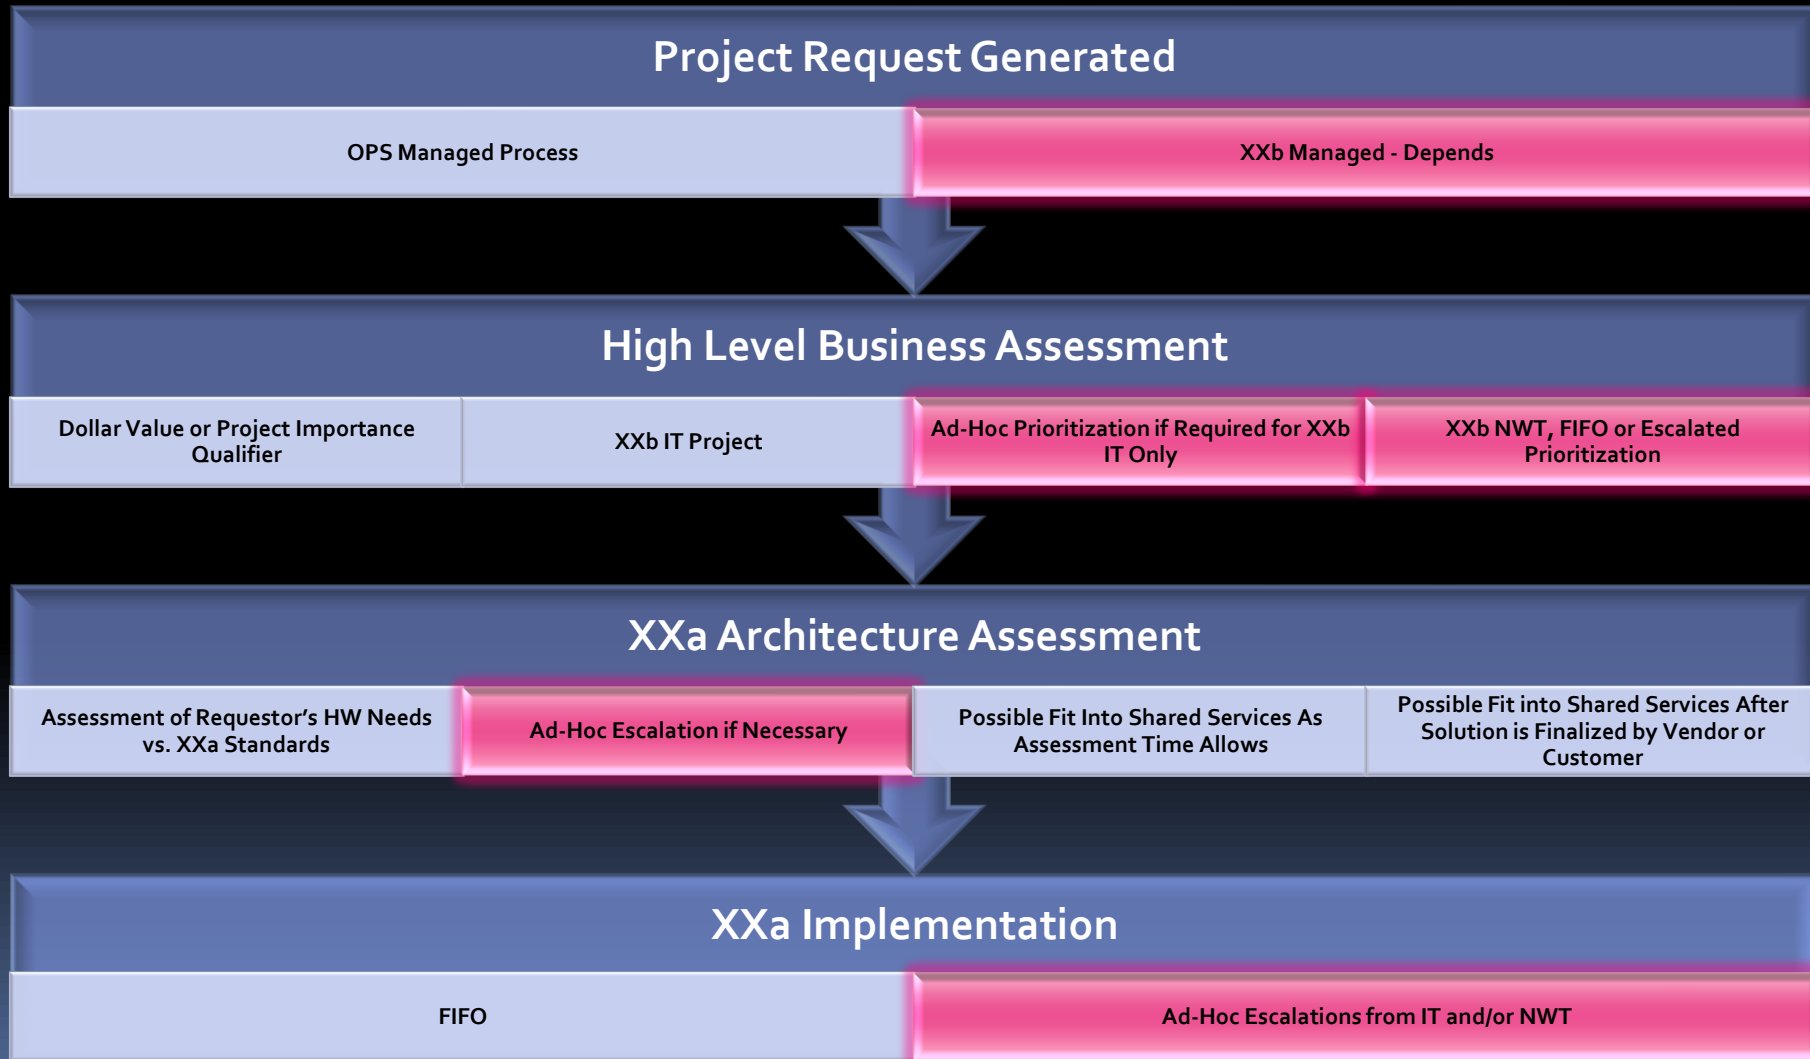 Project Request Generated
OPS Managed Process
XXb Managed - Depends
High Level Business Assessment
Dollar Value or Project Importance
Qualifier
XXb IT Project
Ad-Hoc Prioritization if Required for XXb
IT Only
XXb NWT, FIFO or Escalated
Prioritization
XXa Architecture Assessment
Assessment of Requestor’s HW Needs
vs. XXa Standards
Ad-Hoc Escalation if Necessary
Possible Fit Into Shared Services As
Assessment Time Allows
Possible Fit into Shared Services After
Solution is Finalized by Vendor or
Customer
XXa Implementation
FIFO
Ad-Hoc Escalations from IT and/or NWT